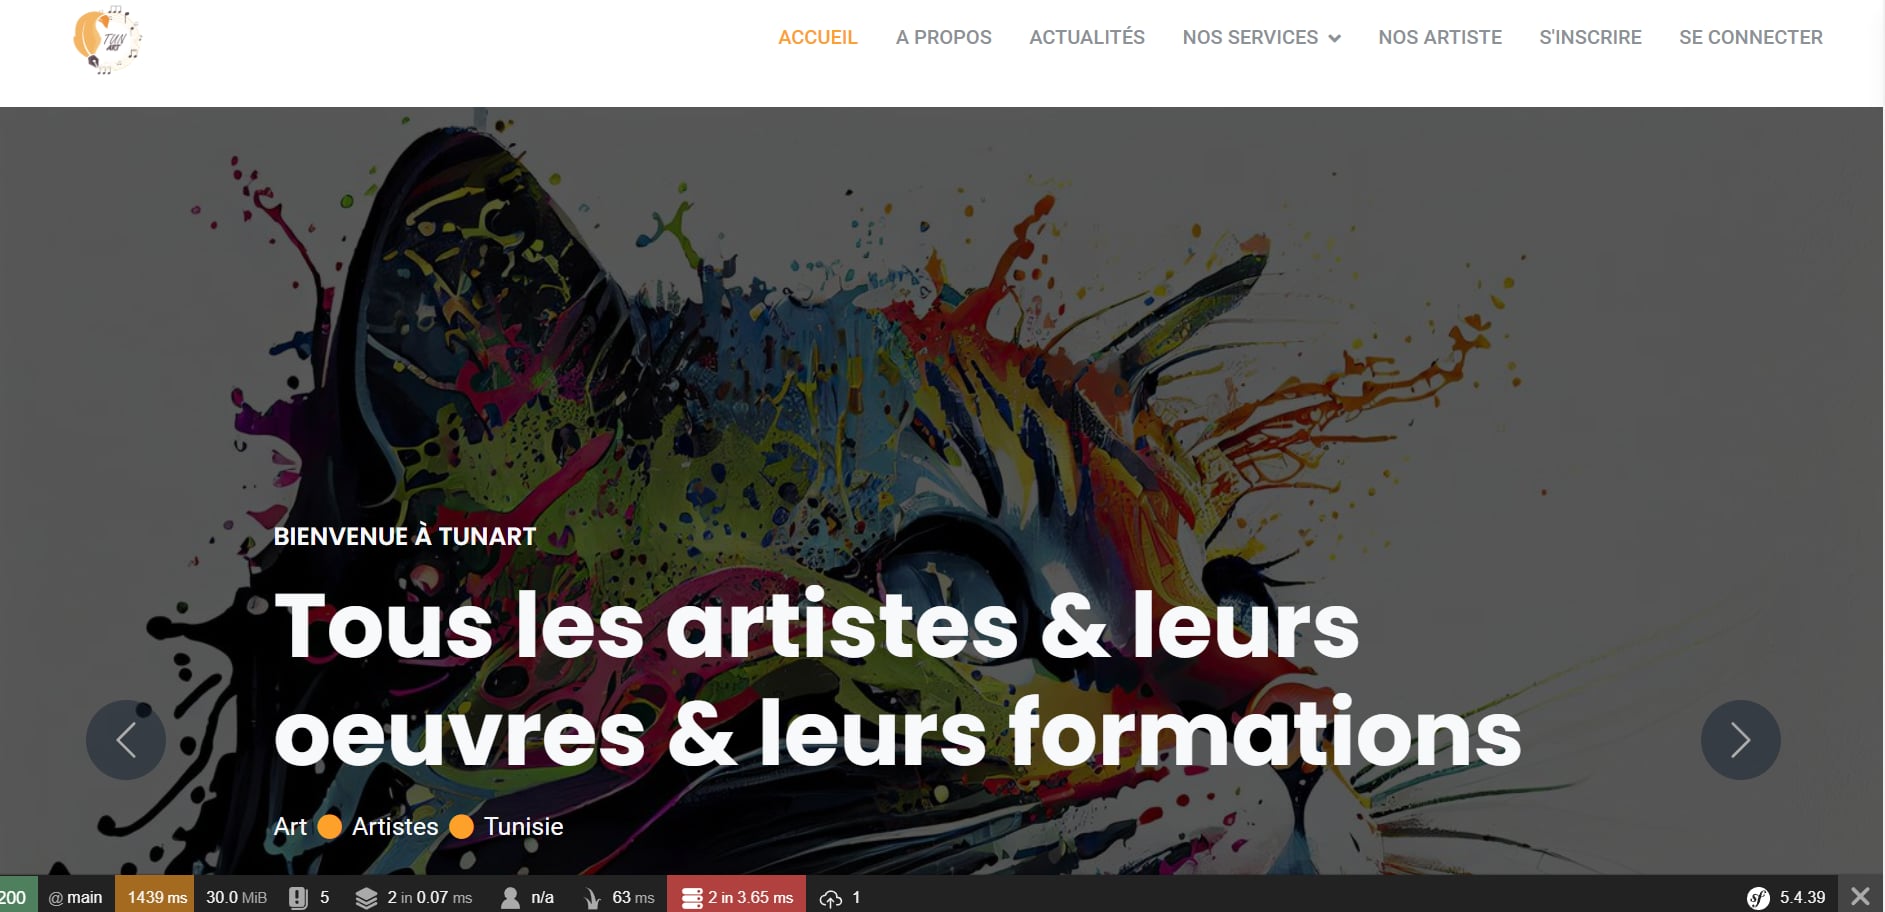 TUN
ART
ACCUEIL A PROPOS ACTUALITÉS NOS SERVICES NOS ARTISTE S'INSCRIRE SE CONNECTER
BIENVENUE À TUNART
Tous les artistes & leurs
oeuvres & leurs formations
Art Artistes Tunisie
200 @ main 1439 ms 30.0 MiB 5 2 in 0.07 ms n/a 63 ms 2 in 3.65 ms 1 sf 5.4.39